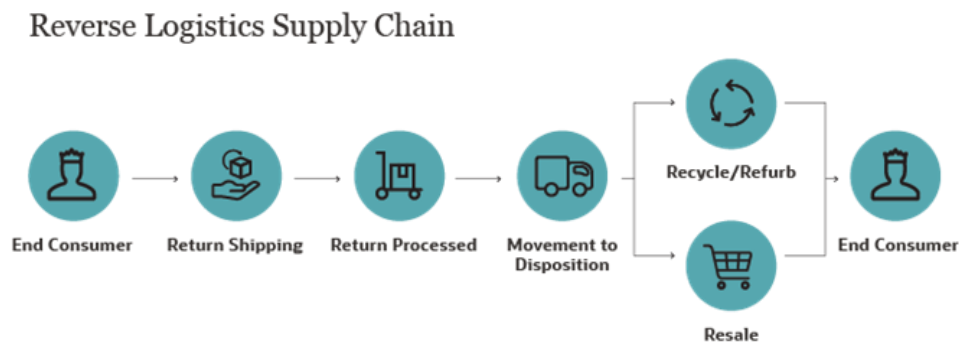 Reverse Logistics Supply Chain
End Consumer
Return Shipping
Return Processed
Movement to
Disposition
Recycle/Refurb
Resale
End Consumer